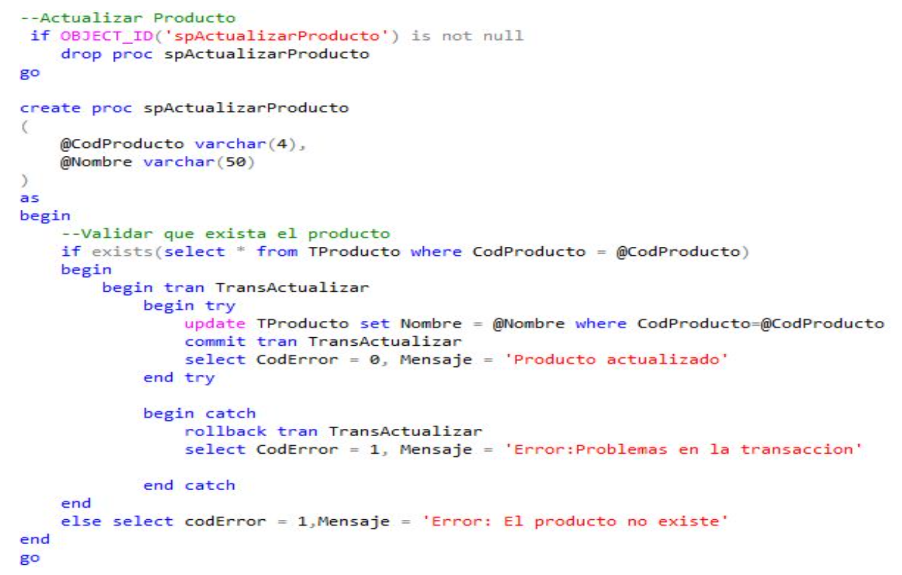 --Actualizar Producto
if OBJECT_ID('spActualizarProducto') is not null
drop proc spActualizarProducto
go
create proc spActualizarProducto
(
@CodProducto varchar(4),
@Nombre varchar(50)
)
as
begin
--Validar que exista el producto
if exists(select * from TProducto where CodProducto = @CodProducto)
begin
begin tran TransActualizar
begin try
update TProducto set Nombre = @Nombre where CodProducto=@CodProducto
commit tran TransActualizar
select CodError = 0, Mensaje = 'Producto actualizado'
end try
begin catch
rollback tran TransActualizar
select CodError = 1, Mensaje = 'Error:Problemas en la transaccion'
end catch
end
else select codError = 1,Mensaje = 'Error: El producto no existe'
end
go